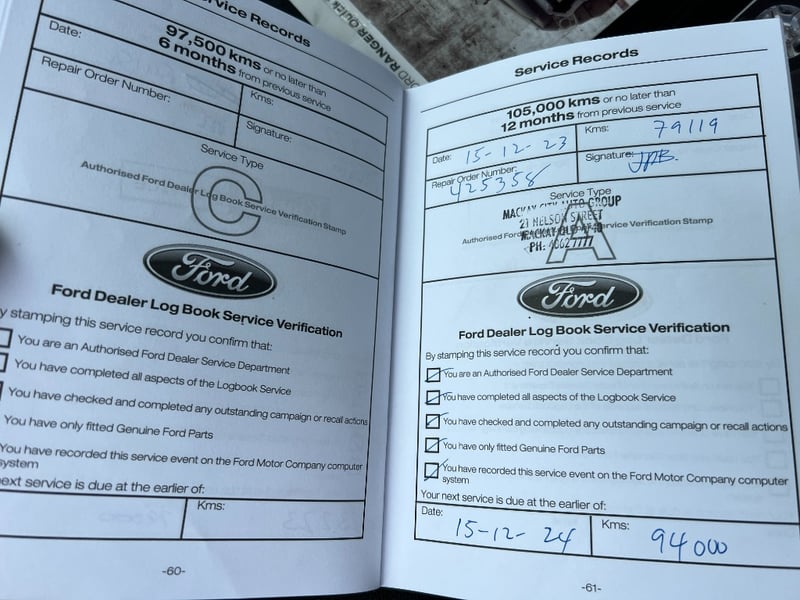 Service Records
97,500 kms or no later than
6 months from previous service
Date:
Kms:
Repair Order Number:
Signature:
Service Type
C
Authorised Ford Dealer Log Book Service Verification Stamp
Ford
Ford Dealer Log Book Service Verification
y stamping this service record you confirm that:
You are an Authorised Ford Dealer Service Department
You have completed all aspects of the Logbook Service
You have checked and completed any outstanding campaign or recall actions
You have only fitted Genuine Ford Parts
You have recorded this service event on the Ford Motor Company computer
system
next service is due at the earlier of:
Kms:
-60-
ORD RANGER QUICK
Service Records
105,000 kms or no later than
12 months from previous service
Date: 15-12-23
Kms: 79119
Repair Order Number:
425358
Signature: JPB.
Service Type
A
MACKAY CITY AUTO GROUP
21 NELSON STREET
MACKAY QLD
PH:
Authorised Ford Service Verification Stamp
Ford
Ford Dealer Log Book Service Verification
By stamping this service record you confirm that:
You are an Authorised Ford Dealer Service Department
You have completed all aspects of the Logbook Service
You have checked and completed any outstanding campaign or recall actions
You have only fitted Genuine Ford Parts
You have recorded this service event on the Ford Motor Company computer
system
Your next service is due at the earlier of:
Date: 15-12-24
Kms: 94000
-61-